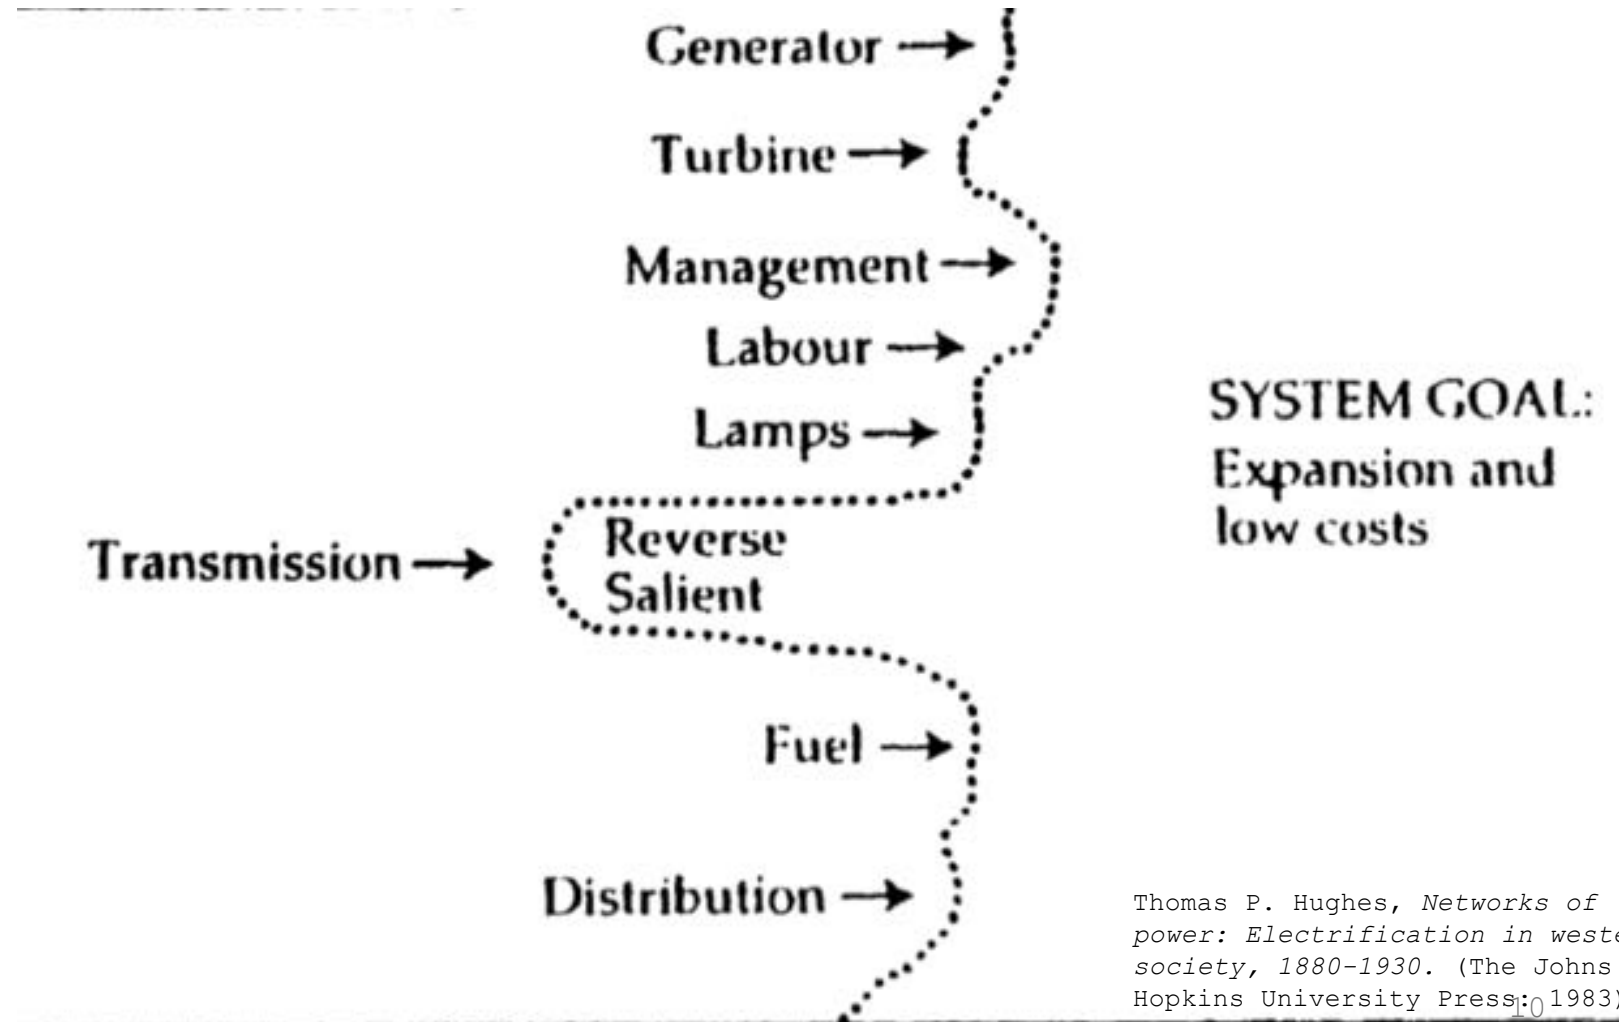 Generator
Turbine
Management
Labour
Lamps
Transmission
Reverse
Salient
Fuel
Distribution
SYSTEM GOAL:
Expansion and
low costs
Thomas P. Hughes, Networks of
power: Electrification in weste
society, 1880-1930. (The Johns
Hopkins University Press: 1983)
10